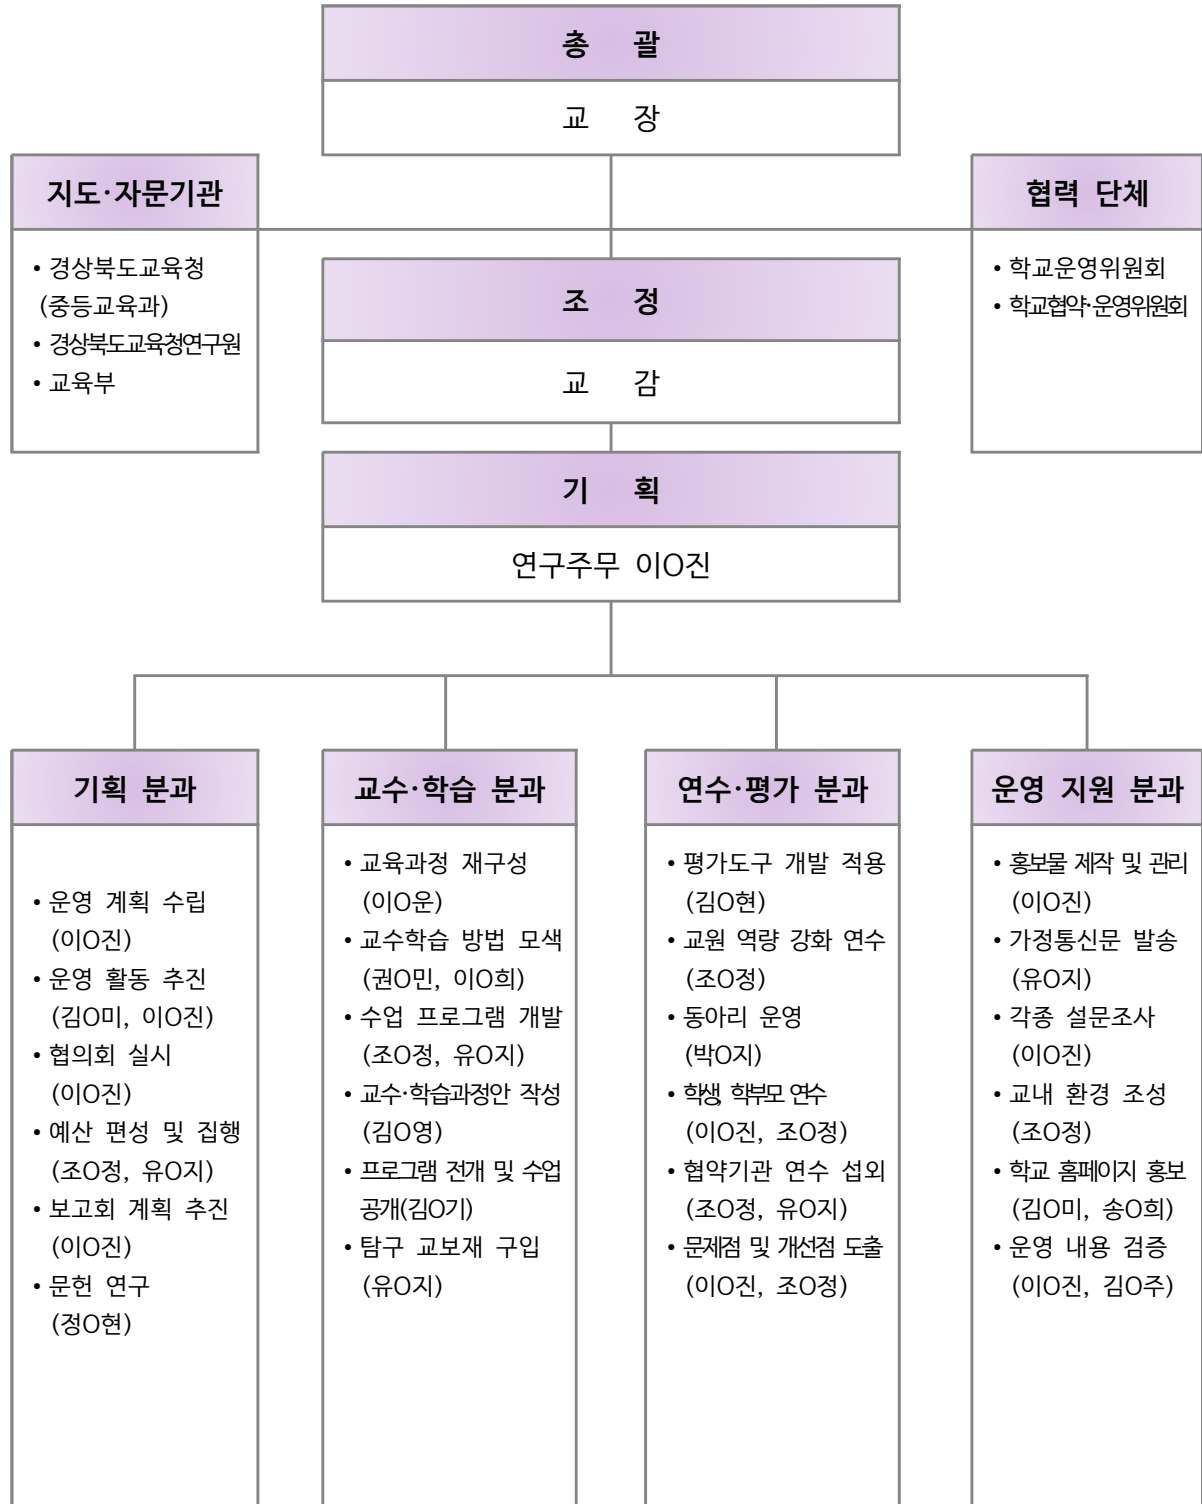 총 괄
교 장
지도·자문기관
• 경상북도교육청
(중등교육과)
• 경상북도교육청연구원
• 교육부
협력 단체
• 학교운영위원회
• 학교협약·운영위원회
조 정
교 감
기 획
연구주무 이O진
기획 분과
• 운영 계획 수립
(이O진)
• 운영 활동 추진
(김O미, 이O진)
• 협의회 실시
(이O진)
• 예산 편성 및 집행
(조O정, 유O지)
• 보고회 계획 추진
(이O진)
• 문헌 연구
(정O현)
교수·학습 분과
• 교육과정 재구성
(이O운)
• 교수학습 방법 모색
(권O민, 이O희)
• 수업 프로그램 개발
(조O정, 유O지)
• 교수·학습과정안 작성
(김O영)
• 프로그램 전개 및 수업
공개(김O기)
• 탐구 교보재 구입
(유O지)
연수·평가 분과
• 평가도구 개발 적용
(김O현)
• 교원 역량 강화 연수
(조O정)
• 동아리 운영
(박O지)
• 학생, 학부모 연수
(이O진, 조O정)
• 협약기관 연수 섭외
(조O정, 유O지)
• 문제점 및 개선점 도출
(이O진, 조O정)
운영 지원 분과
• 홍보물 제작 및 관리
(이O진)
• 가정통신문 발송
(유O지)
• 각종 설문조사
(이O진)
• 교내 환경 조성
(조O정)
• 학교 홈페이지 홍보
(김O미, 송O희)
• 운영 내용 검증
(이O진, 김O주)